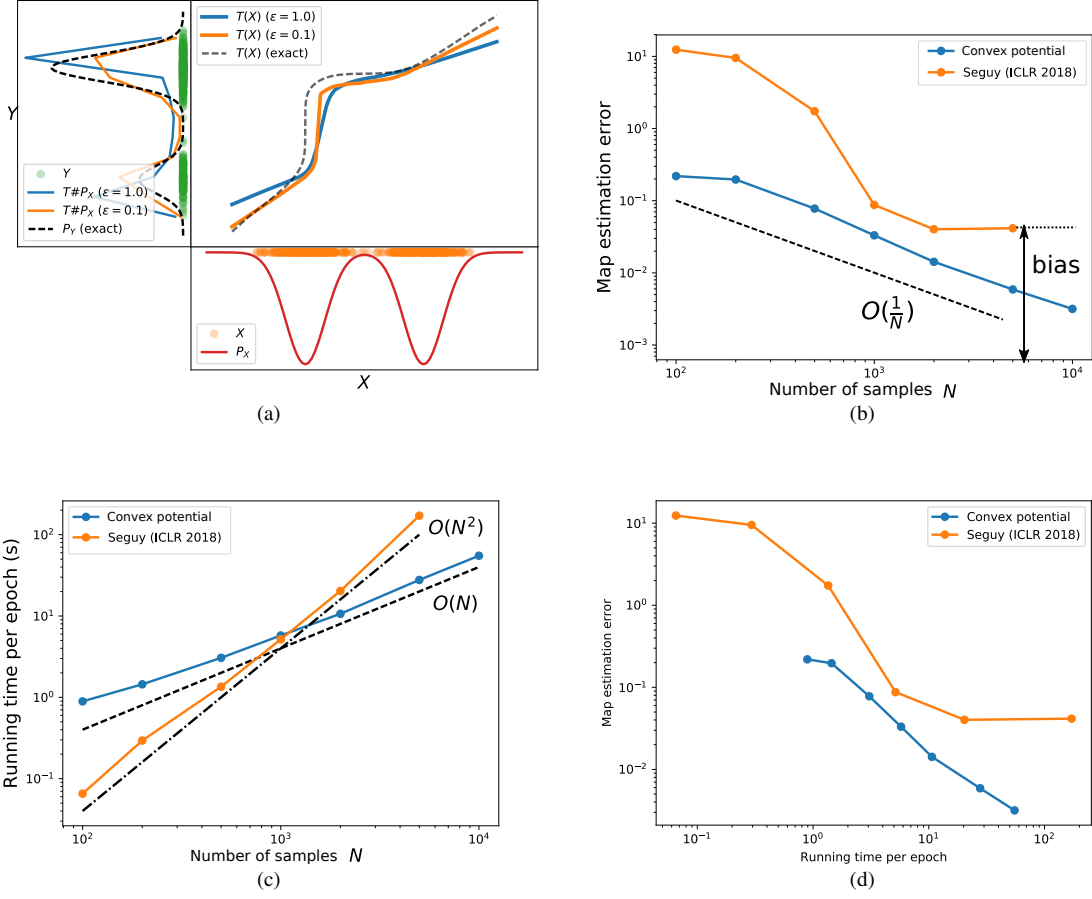 Y
Y
T#P_X (ε = 1.0)
T#P_X (ε = 0.1)
P_Y (exact)
T(X) (ε = 1.0)
T(X) (ε = 0.1)
T(X) (exact)
X
P_X
X
(a)
Map estimation error
10^1
10^0
10^−1
10^−2
10^−3
Convex potential
Seguy (ICLR 2018)
bias
O(1/N)
10^2
10^3
10^4
Number of samples N
(b)
Running time per epoch (s)
10^2
10^1
10^0
10^−1
Convex potential
Seguy (ICLR 2018)
O(N^2)
O(N)
10^2
10^3
10^4
Number of samples N
(c)
Map estimation error
10^1
10^0
10^−1
10^−2
Convex potential
Seguy (ICLR 2018)
10^−1
10^0
10^1
10^2
Running time per epoch
(d)